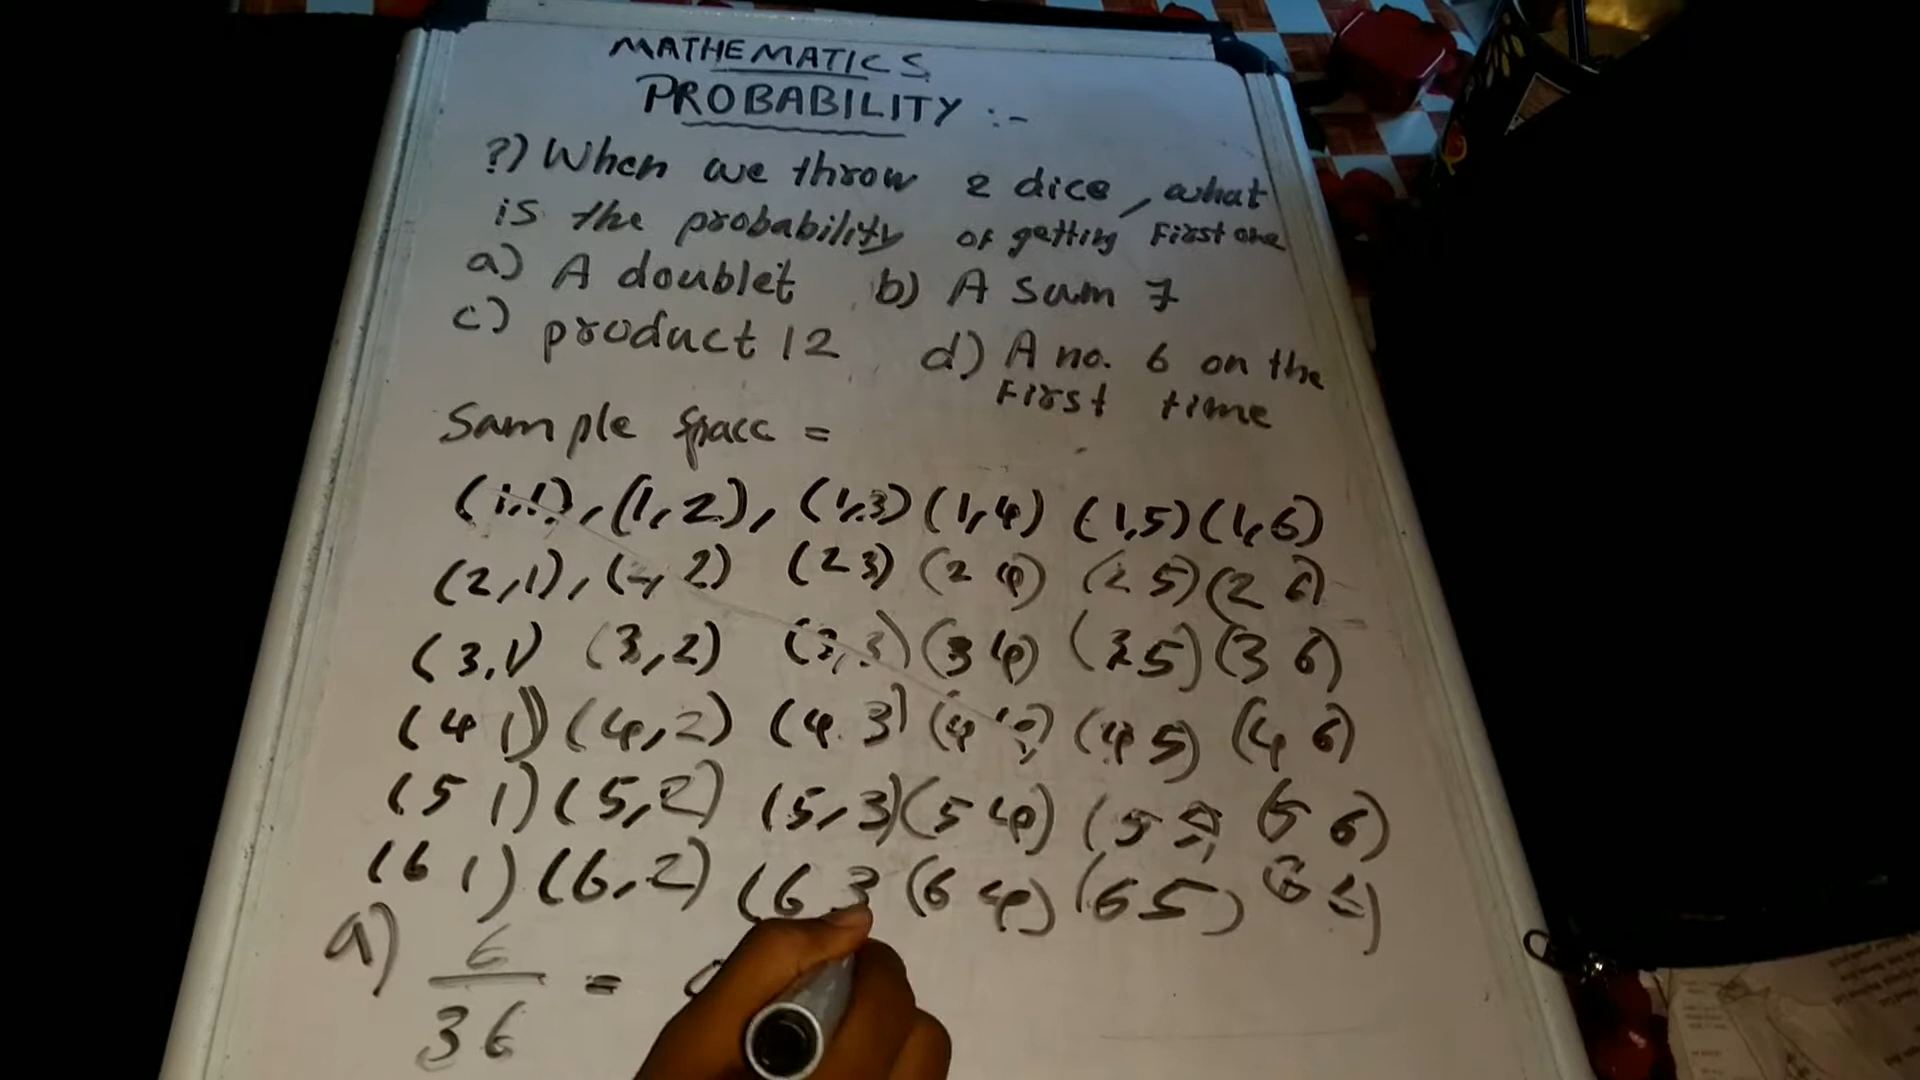 MATHEMATICS
PROBABILITY :-
?) When we throw 2 dice, what
is the probability of getting First one
a) A doublet b) A sum 7
c) product 12 d) A no. 6 on the
First time
Sample space =
(1,1), (1,2), (1,3) (1,4) (1,5) (1,6)
(2,1), (2,2) (2 3) (2 4) (2 5) (2 6)
(3,1) (3,2) (3,3) (3 4) (3 5) (3 6)
(4 1) (4,2) (4 3) (4 4) (4 5) (4 6)
(5 1) (5,2) (5,3) (5 4) (5 5) (5 6)
(6 1) (6,2) (6 3 (6 4) (6 5) (6 6)
a) 6
36 =